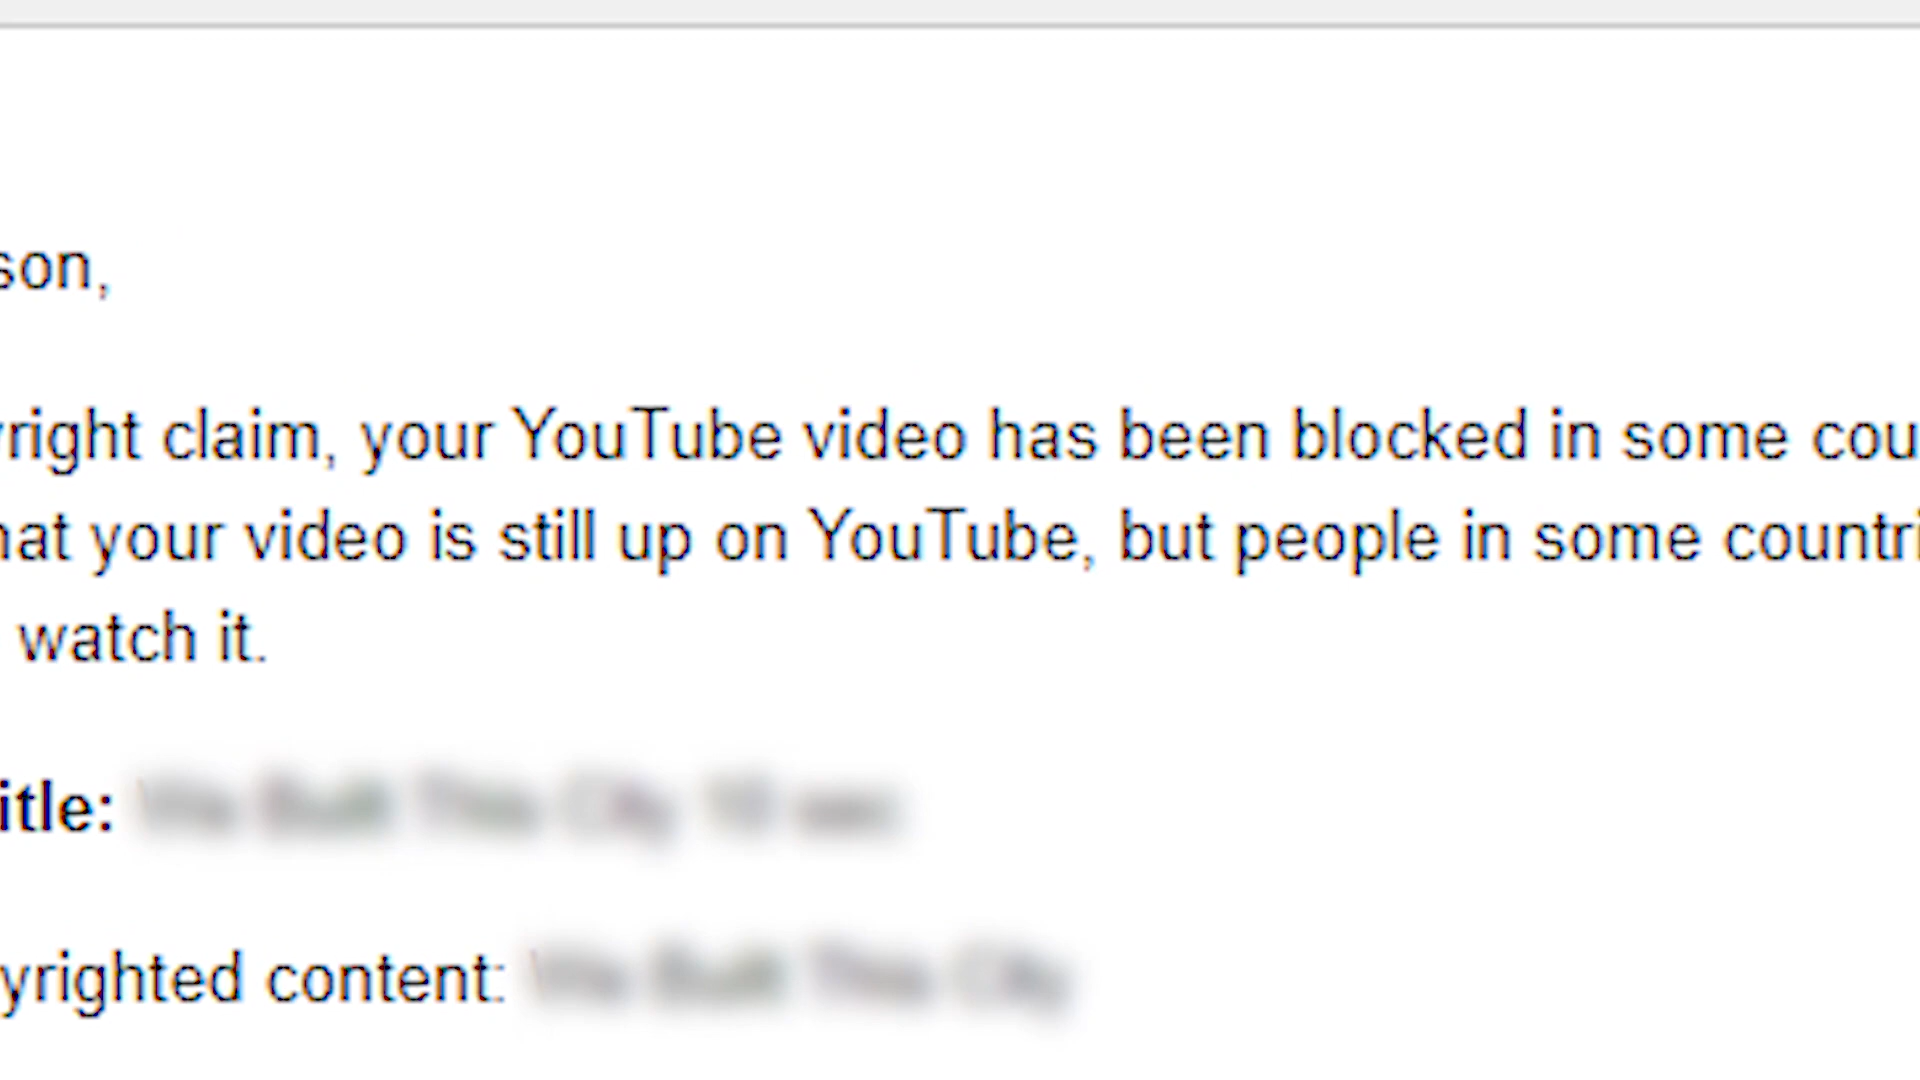 son,
right claim, your YouTube video has been blocked in some cou
hat your video is still up on YouTube, but people in some countri
watch it.
itle:
yrighted content: